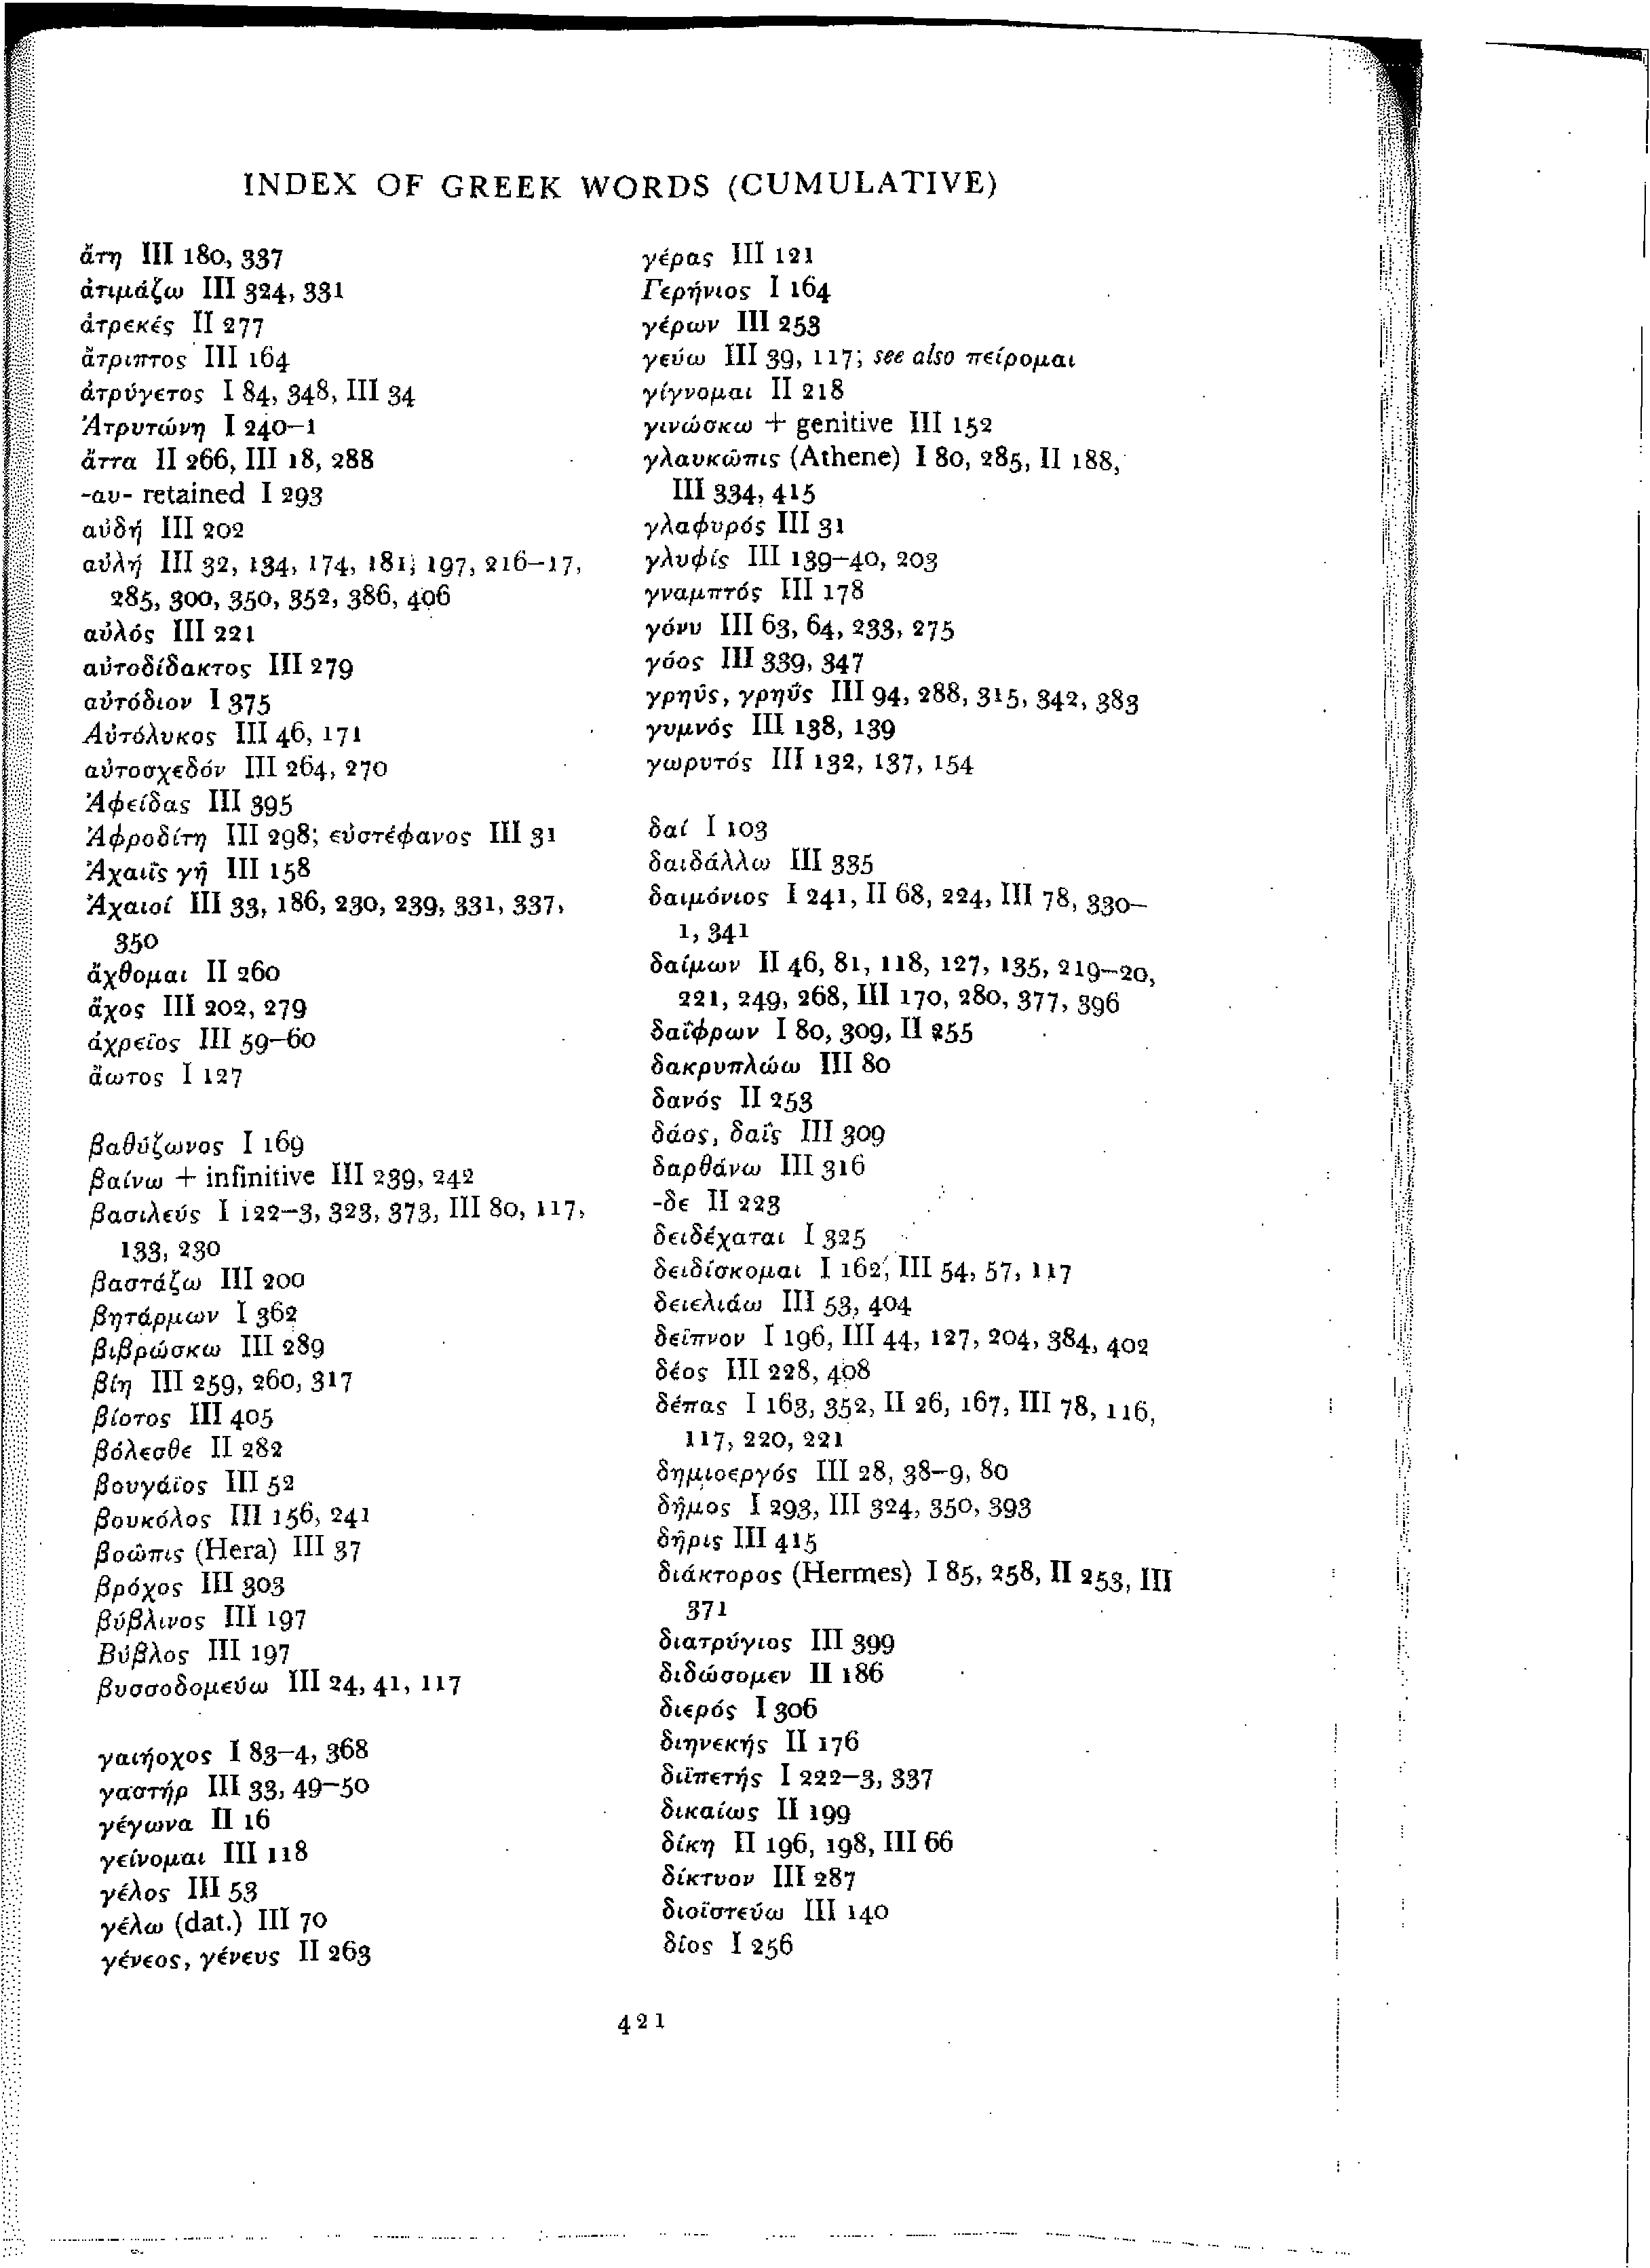 INDEX OF GREEK WORDS (CUMULATIVE)
ἄτη III 180, 337
ἀτιμάζω III 324, 331
ἀτρεκές II 277
ἄτριπτος III 164
ἀτρύγετος I 84, 348, III 34
Ἀτρυτώνη I 240–1
ἄττα II 266, III 18, 288
-αυ- retained I 293
αὐδή III 202
αὐλή III 32, 134, 174, 181, 197, 216–17,
285, 300, 350, 352, 386, 406
αὐλός III 221
αὐτοδίδακτος III 279
αὐτόδιον I 375
Αὐτόλυκος III 46, 171
αὐτοσχεδόν III 264, 270
Ἀφείδας III 395
Ἀφροδίτη III 298; εὐστέφανος III 31
Ἀχαιῒς γῆ III 158
Ἀχαιοί III 33, 186, 230, 239, 331, 337,
350
ἄχθομαι II 260
ἄχος III 202, 279
ἀχρεῖος III 59–60
ἄωτος I 127
βαθύζωνος I 169
βαίνω + infinitive III 239, 242
βασιλεύς I 122–3, 323, 373, III 80, 117,
133, 230
βαστάζω III 200
βητάρμων I 362
βιβρώσκω III 289
βίη III 259, 260, 317
βίοτος III 405
βόλεσθε II 282
βουγάϊος III 52
βουκόλος III 156, 241
βοῶπις (Hera) III 37
βρόχος III 303
βύβλινος III 197
Βύβλος III 197
βυσσοδομεύω III 24, 41, 117
γαιήοχος I 83–4, 368
γαστήρ III 33, 49–50
γέγωνα II 16
γείνομαι III 118
γέλος III 53
γέλω (dat.) III 70
γένεος, γένευς II 263
γέρας III 121
Γερήνιος I 164
γέρων III 253
γεύω III 39, 117; see also πείρομαι
γίγνομαι II 218
γινώσκω + genitive III 152
γλαυκῶπις (Athene) I 80, 285, II 188,
III 334, 415
γλαφυρός III 31
γλυφίς III 139–40, 203
γναμπτός III 178
γόνυ III 63, 64, 233, 275
γόος III 339, 347
γρηῦς, γρηῢς III 94, 288, 315, 342, 383
γυμνός III 138, 139
γωρυτός III 132, 137, 154
δαί I 103
δαιδάλλω III 335
δαιμόνιος I 241, II 68, 224, III 78, 330–
1, 341
δαίμων II 46, 81, 118, 127, 135, 219–20,
221, 249, 268, III 170, 280, 377, 396
δαΐφρων I 80, 309, II 255
δακρυπλώω III 80
δανός II 253
δάος, δαΐς III 309
δαρθάνω III 316
-δε II 223
δειδέχαται I 325
δειδίσκομαι I 162, III 54, 57, 117
δειελιάω III 53, 404
δεῖπνον I 196, III 44, 127, 204, 384, 402
δέος III 228, 408
δέπας I 163, 352, II 26, 167, III 78, 116,
117, 220, 221
δημιοεργός III 28, 38–9, 80
δῆμος I 293, III 324, 350, 393
δῆρις III 415
διάκτορος (Hermes) I 85, 258, II 253, III
371
διατρύγιος III 399
διδώσομεν II 186
διερός I 306
διηνεκής II 176
διϊπετής I 222–3, 337
δικαίως II 199
δίκη II 196, 198, III 66
δίκτυον III 287
διοϊστεύω III 140
δῖος I 256
421